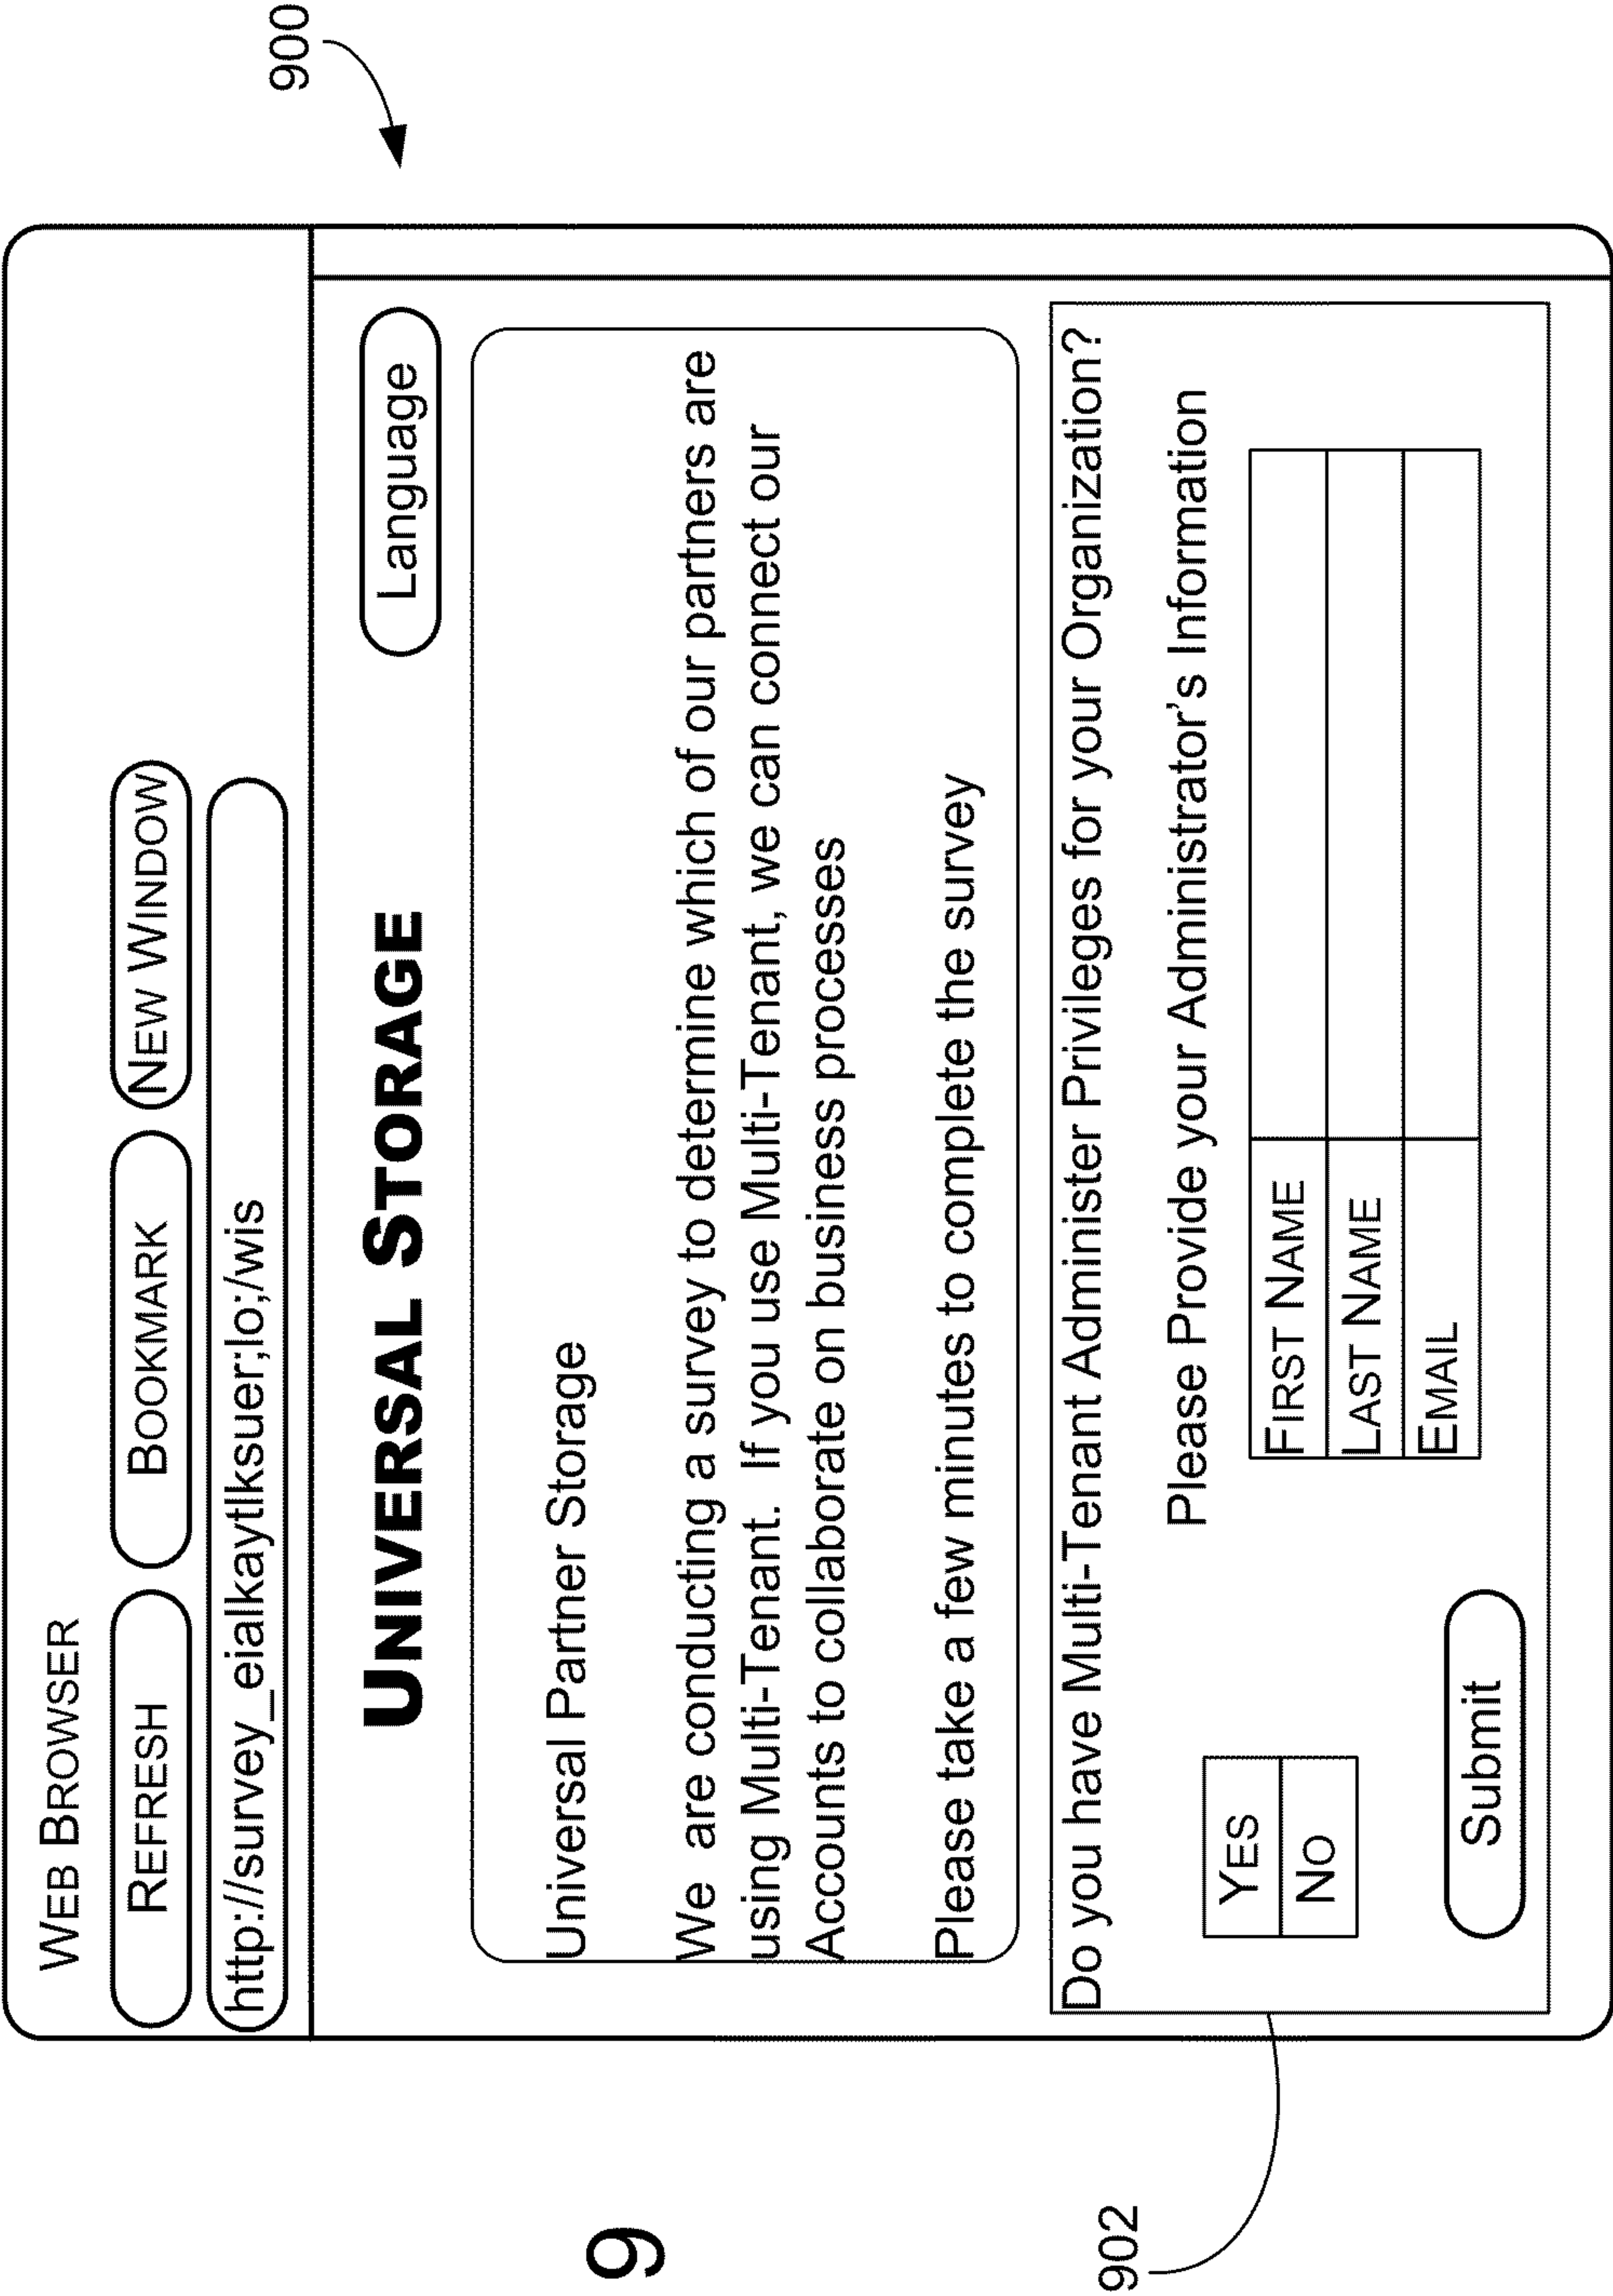 900
WEB BROWSER
REFRESH BOOKMARK NEW WINDOW
http://survey_eialkaytlksuer;lo;/wis
UNIVERSAL STORAGE
Language
Universal Partner Storage
We are conducting a survey to determine which of our partners are
using Multi-Tenant. If you use Multi-Tenant, we can connect our
Accounts to collaborate on business processes
Please take a few minutes to complete the survey
Do you have Multi-Tenant Administer Privileges for your Organization?
Please Provide your Administrator's Information
YES
NO
FIRST NAME
LAST NAME
EMAIL
Submit
902
9